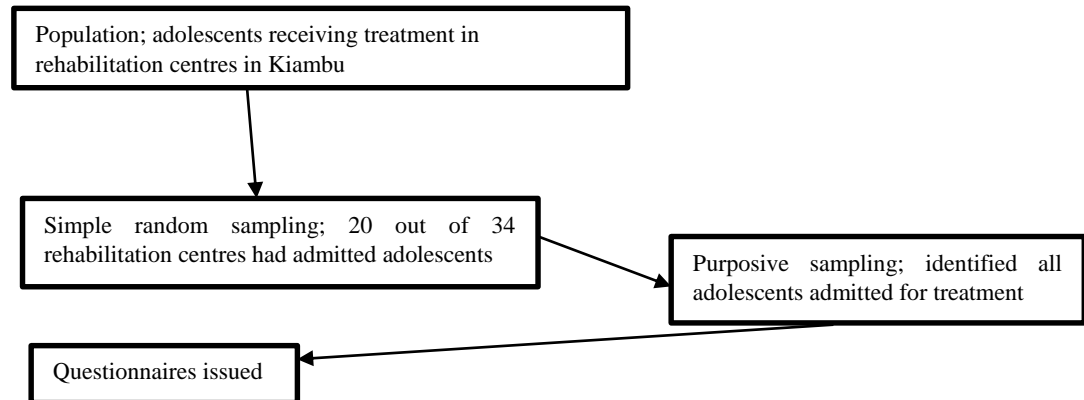 Population; adolescents receiving treatment in
rehabilitation centres in Kiambu
Simple random sampling; 20 out of 34
rehabilitation centres had admitted adolescents
Purposive sampling; identified all
adolescents admitted for treatment
Questionnaires issued